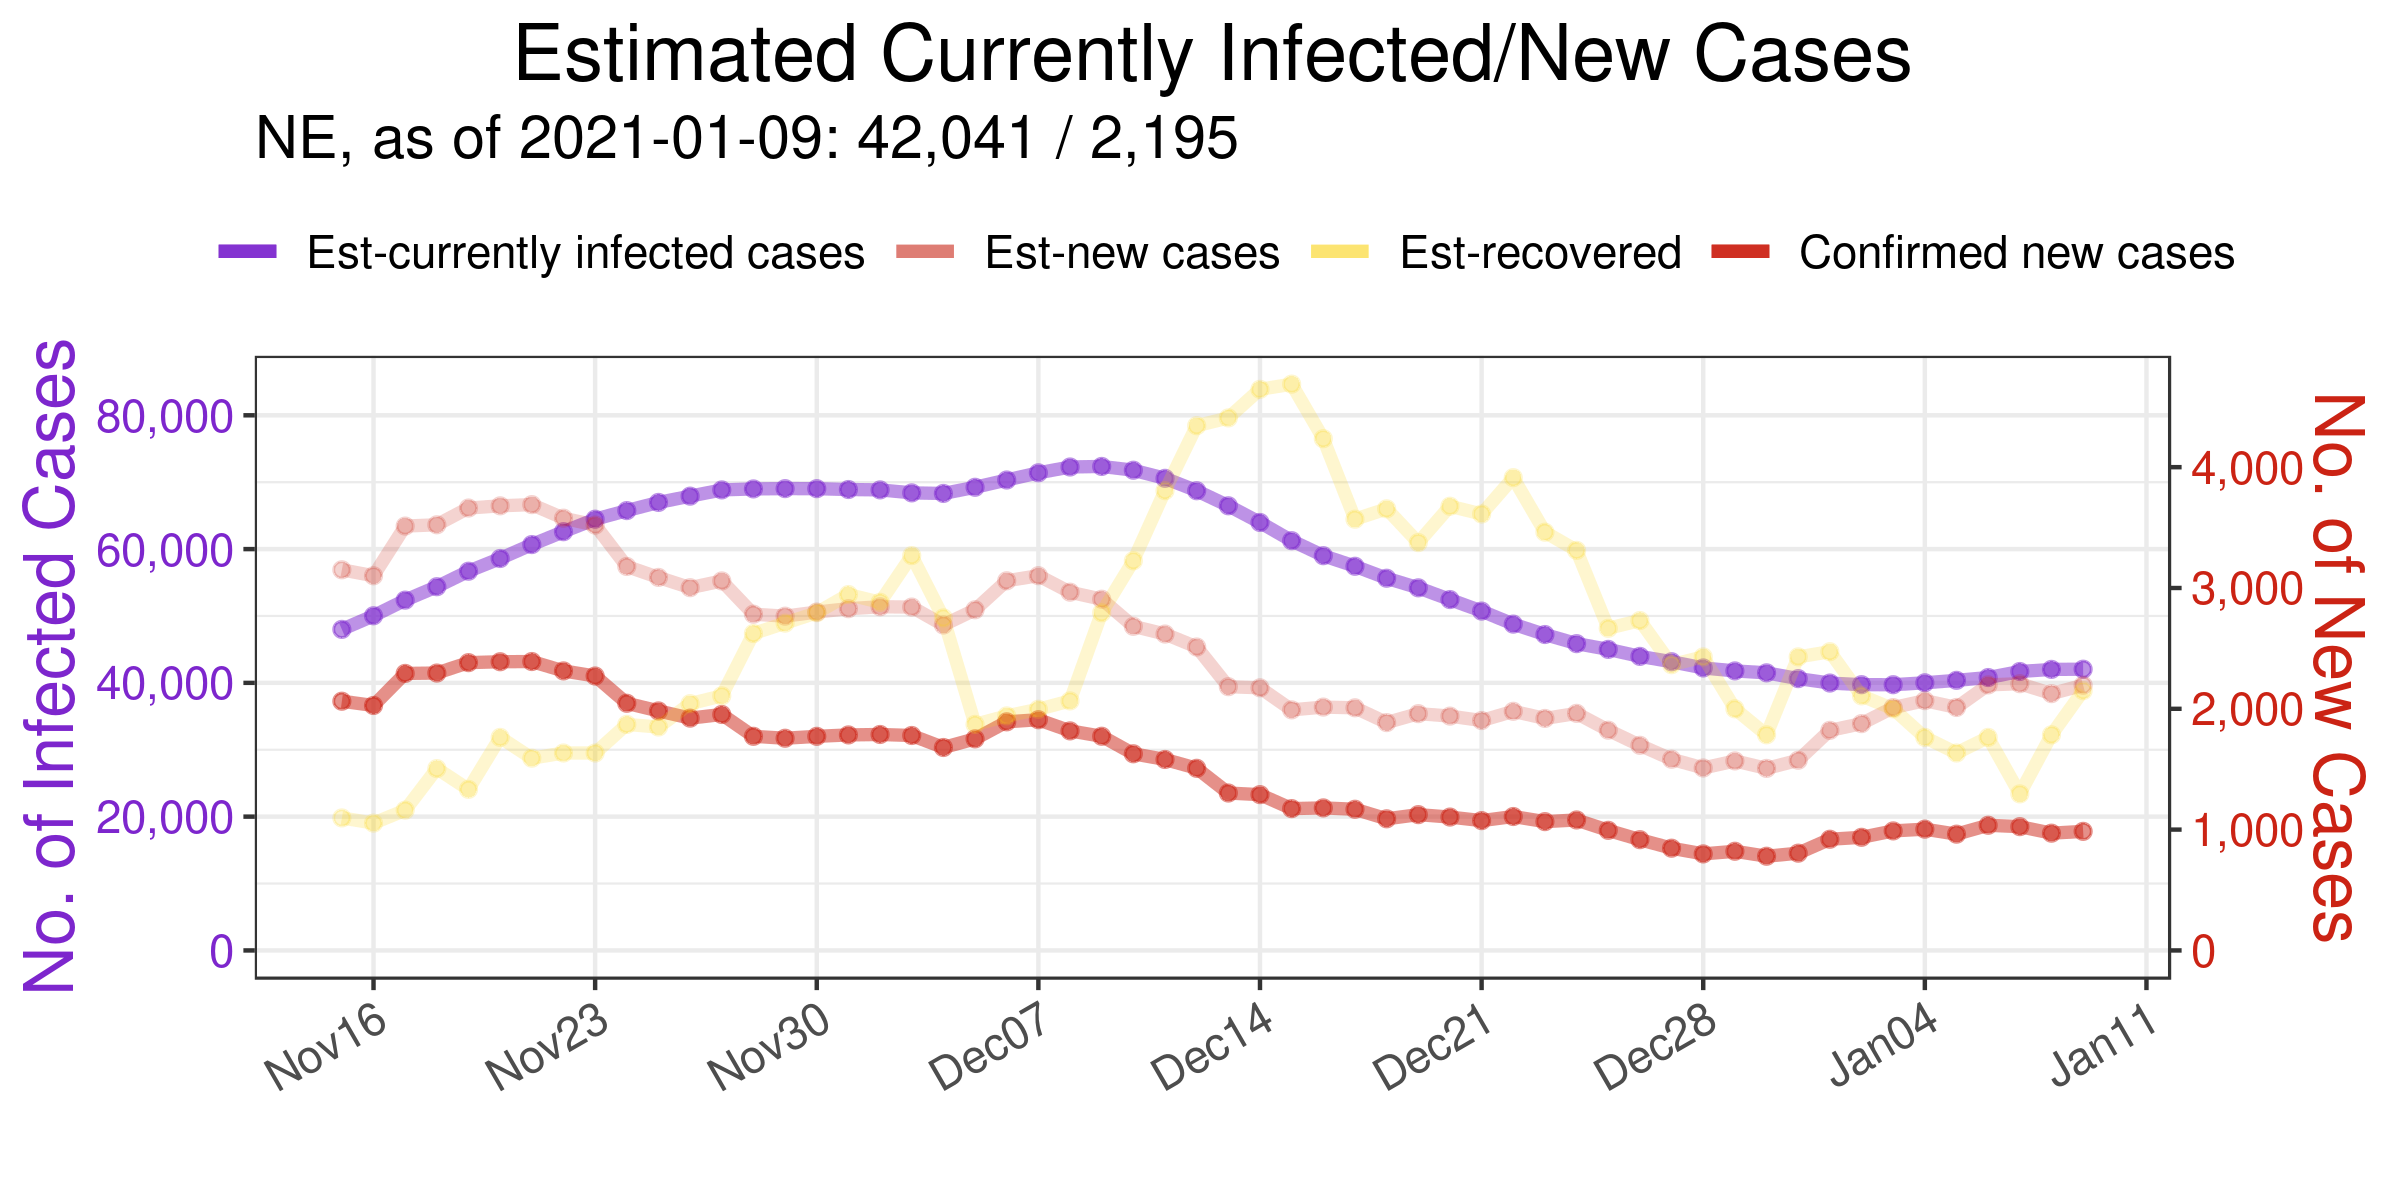 Estimated Currently Infected/New Cases
NE, as of 2021-01-09: 42,041 / 2,195
Est-currently infected cases Est-new cases Est-recovered Confirmed new cases
No. of Infected Cases
80,000
60,000
40,000
20,000
0
4,000
3,000
2,000
1,000
0
No. of New Cases
Nov16 Nov23 Nov30 Dec07 Dec14 Dec21 Dec28 Jan04 Jan11